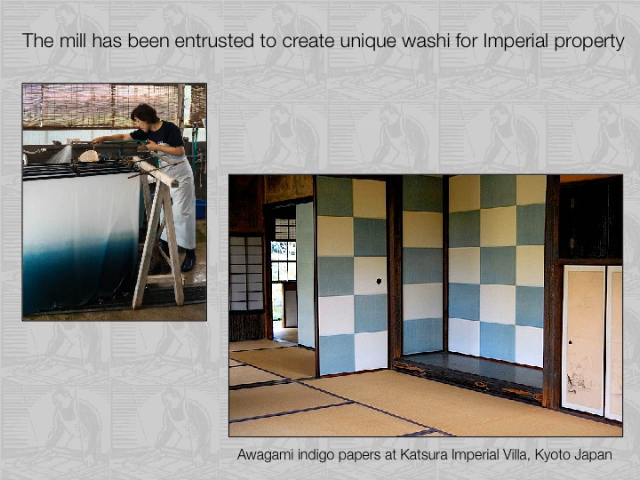 The mill has been entrusted to create unique washi for Imperial property
Awagami indigo papers at Katsura Imperial Villa, Kyoto Japan